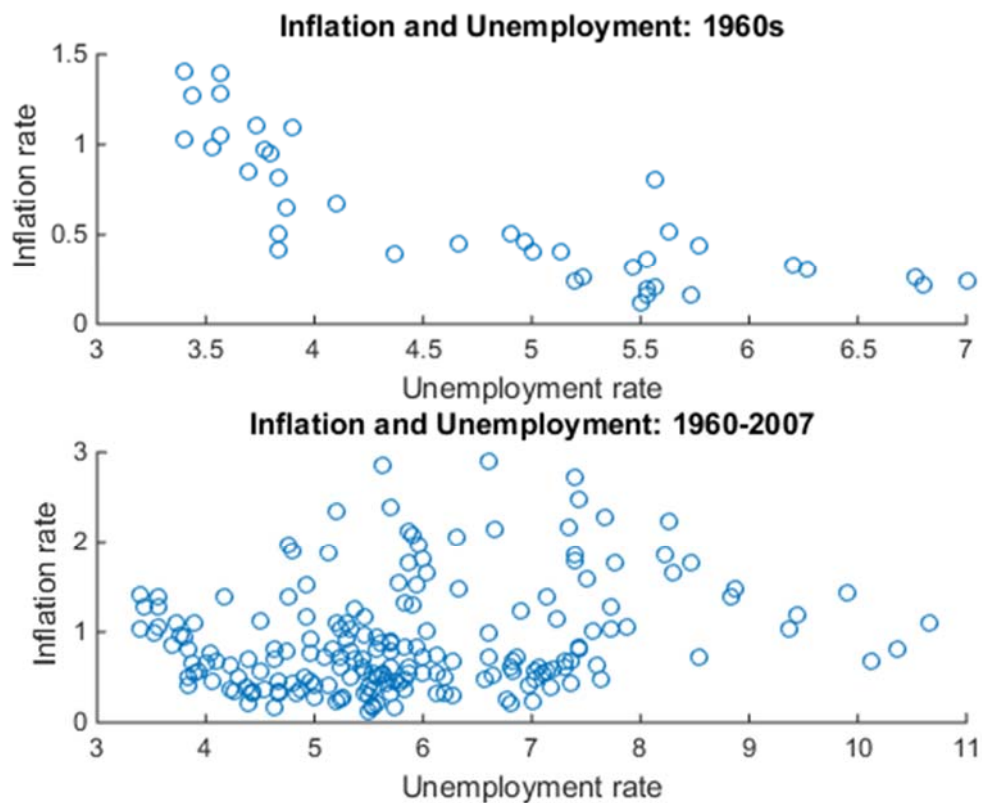 Inflation and Unemployment: 1960s
1.5
1
0.5
0
Inflation rate
3 3.5 4 4.5 5 5.5 6 6.5 7
Unemployment rate
Inflation and Unemployment: 1960-2007
3
2
1
0
Inflation rate
3 4 5 6 7 8 9 10 11
Unemployment rate